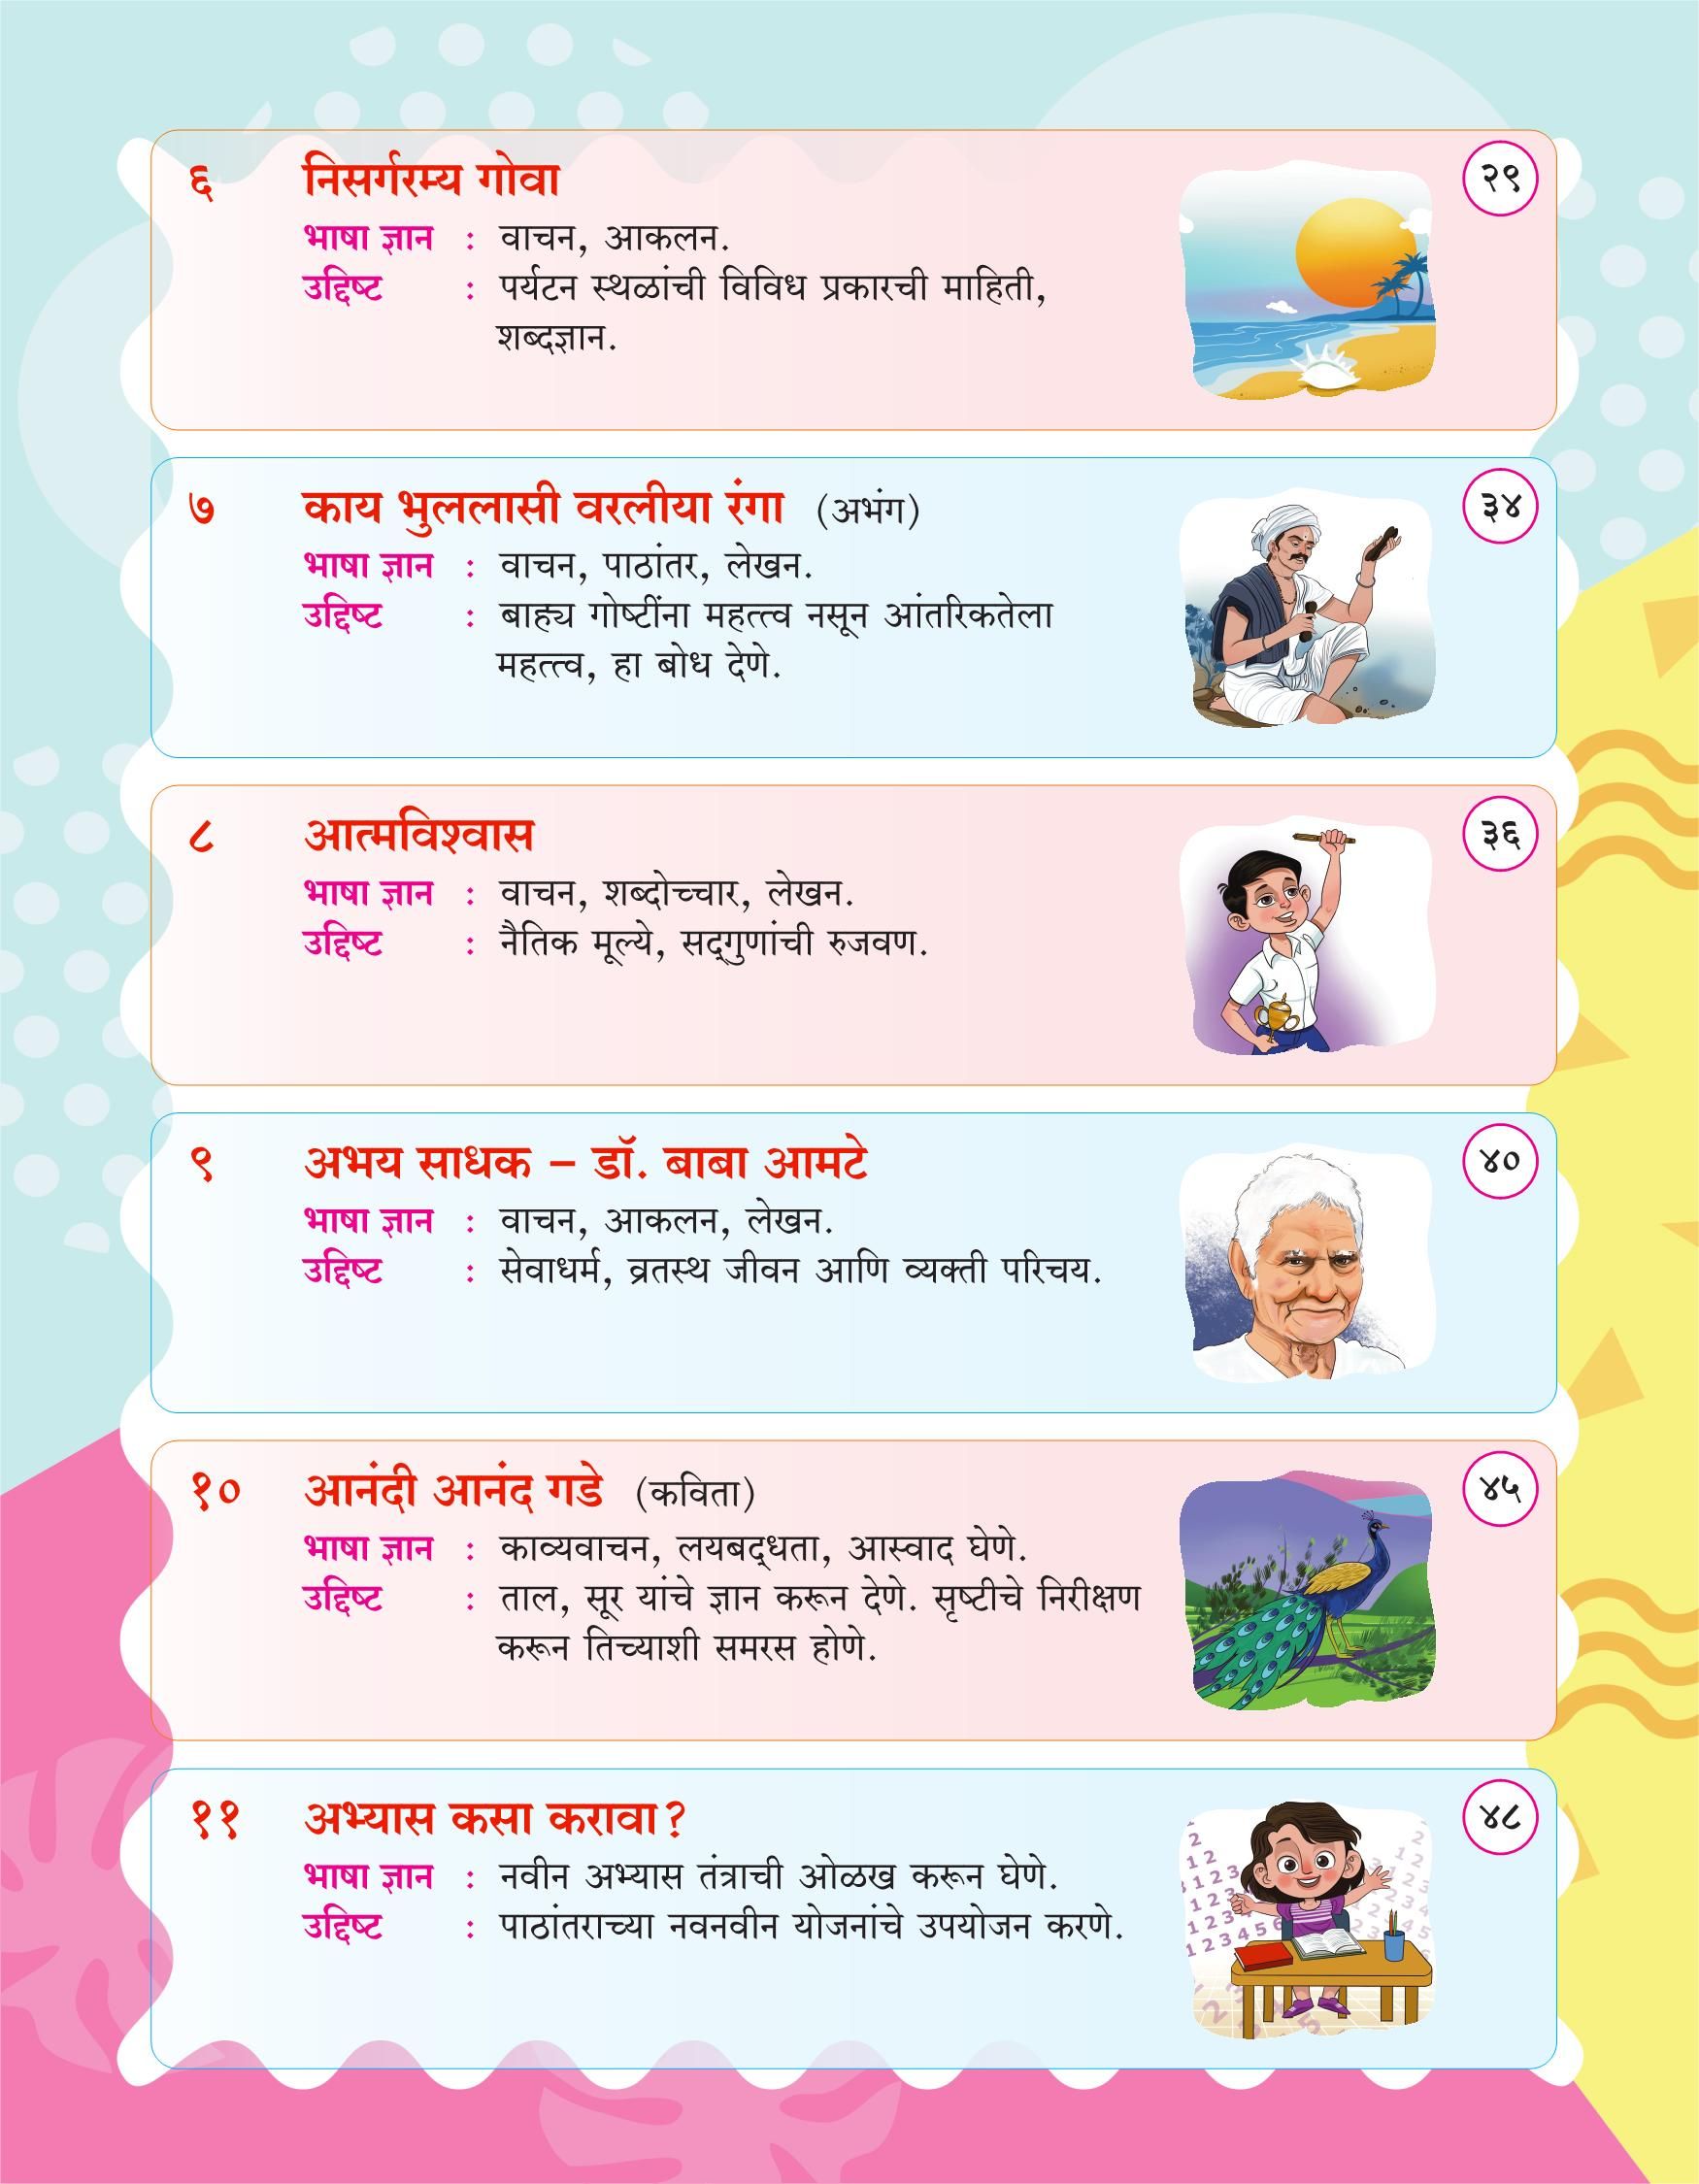 ६ निसर्गरम्य गोवा २९
भाषा ज्ञान : वाचन, आकलन.
उद्दिष्ट : पर्यटन स्थळांची विविध प्रकारची माहिती,
शब्दज्ञान.
७ काय भुललासी वरलीया रंगा (अभंग) ३४
भाषा ज्ञान : वाचन, पाठांतर, लेखन.
उद्दिष्ट : बाह्य गोष्टींना महत्त्व नसून आंतरिकतेला
महत्त्व, हा बोध देणे.
८ आत्मविश्वास ३६
भाषा ज्ञान : वाचन, शब्दोच्चार, लेखन.
उद्दिष्ट : नैतिक मूल्ये, सद्‌गुणांची रुजवण.
९ अभय साधक – डॉ. बाबा आमटे ४०
भाषा ज्ञान : वाचन, आकलन, लेखन.
उद्दिष्ट : सेवाधर्म, व्रतस्थ जीवन आणि व्यक्ती परिचय.
१० आनंदी आनंद गडे (कविता) ४५
भाषा ज्ञान : काव्यवाचन, लयबद्धता, आस्वाद घेणे.
उद्दिष्ट : ताल, सूर यांचे ज्ञान करून देणे. सृष्टीचे निरीक्षण
करून तिच्याशी समरस होणे.
११ अभ्यास कसा करावा? ४८
भाषा ज्ञान : नवीन अभ्यास तंत्राची ओळख करून घेणे.
उद्दिष्ट : पाठांतराच्या नवनवीन योजनांचे उपयोजन करणे.